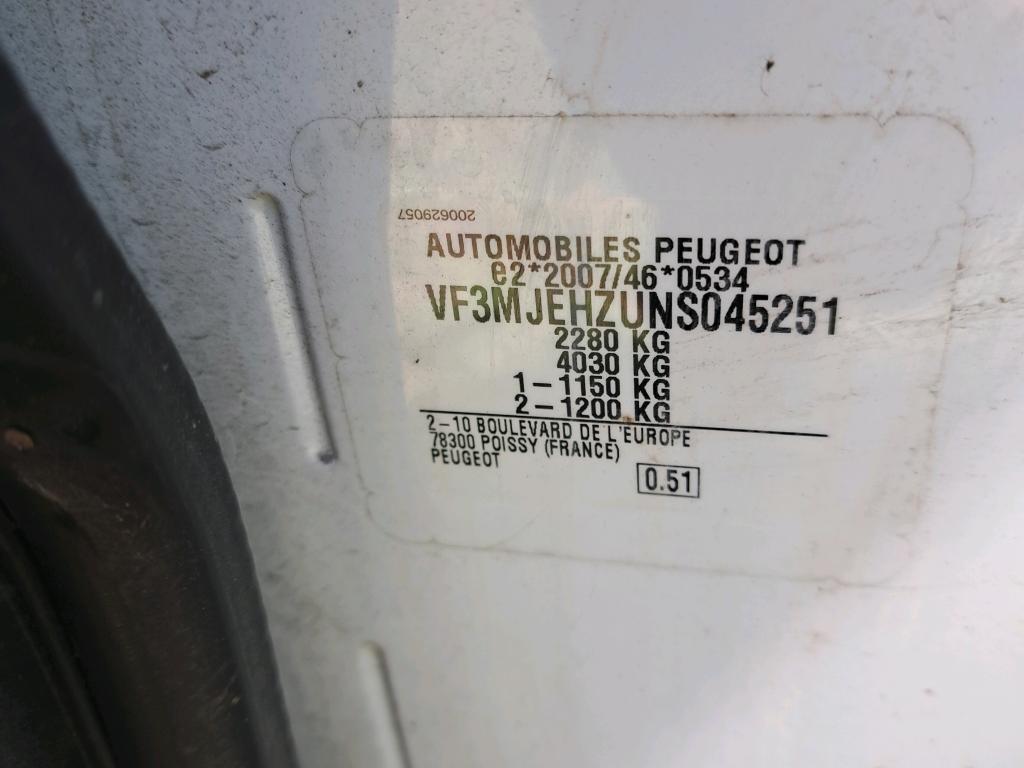 200629057
AUTOMOBILES PEUGEOT
e2*2007/46*0534
VF3MJEHZUNS045251
2280 KG
4030 KG
1-1150 KG
2-1200 KG
2-10 BOULEVARD DE L'EUROPE
78300 POISSY (FRANCE)
PEUGEOT
0.51